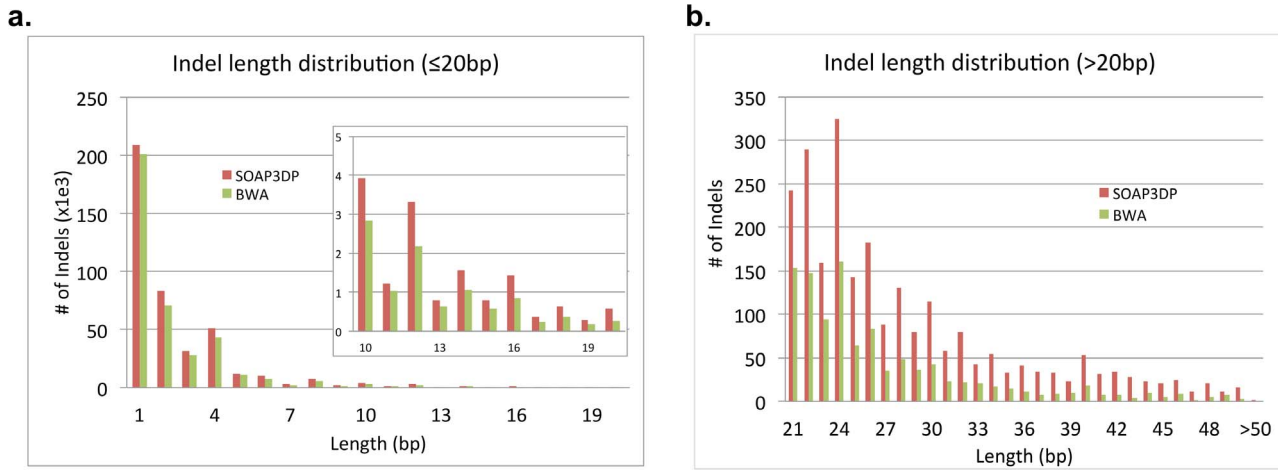 a.
Indel length distribution (≤20bp)
250
200
150
100
50
0
# of Indels (x1e3)
SOAP3DP
BWA
5
4
3
2
1
0
10 13 16 19
1 4 7 10 13 16 19
Length (bp)
b.
Indel length distribution (>20bp)
350
300
250
200
150
100
50
0
# of Indels
SOAP3DP
BWA
21 24 27 30 33 36 39 42 45 48 >50
Length (bp)